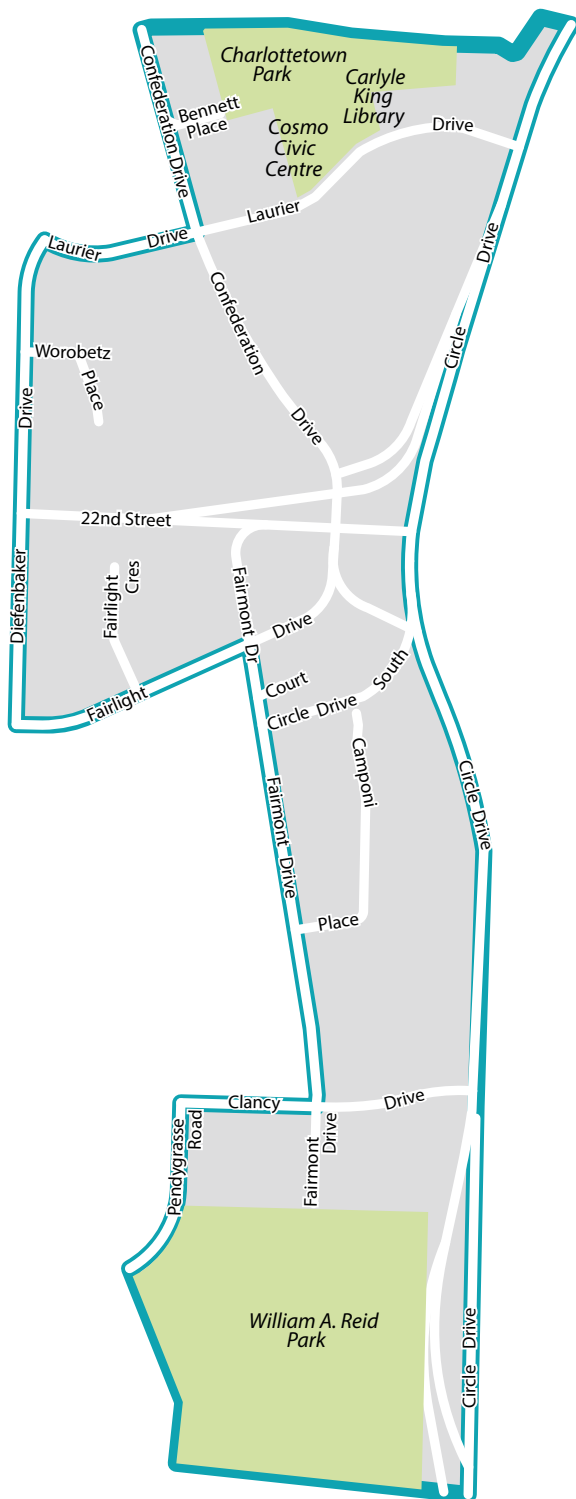 Charlottetown
Park
Carlyle
King
Library
Cosmo
Civic
Centre
Confederation Drive
Bennett
Place
Drive
Laurier
Laurier Drive
Drive
Circle
Confederation
Drive
Worobetz
Place
Drive
22nd Street
Diefenbaker
Fairlight
Cres
Fairmont Dr
Drive
Fairlight
Court
South
Circle Drive
Camponi
Circle Drive
Fairmont Drive
Place
Clancy
Drive
Pendygrasse
Road
Fairmont
Drive
William A. Reid
Park
Circle Drive